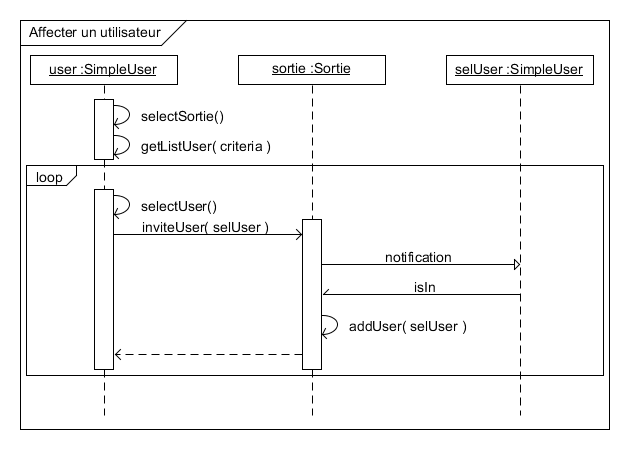 Affecter un utilisateur
user :SimpleUser
sortie :Sortie
selUser :SimpleUser
selectSortie()
getListUser( criteria )
loop
selectUser()
inviteUser( selUser )
notification
isIn
addUser( selUser )